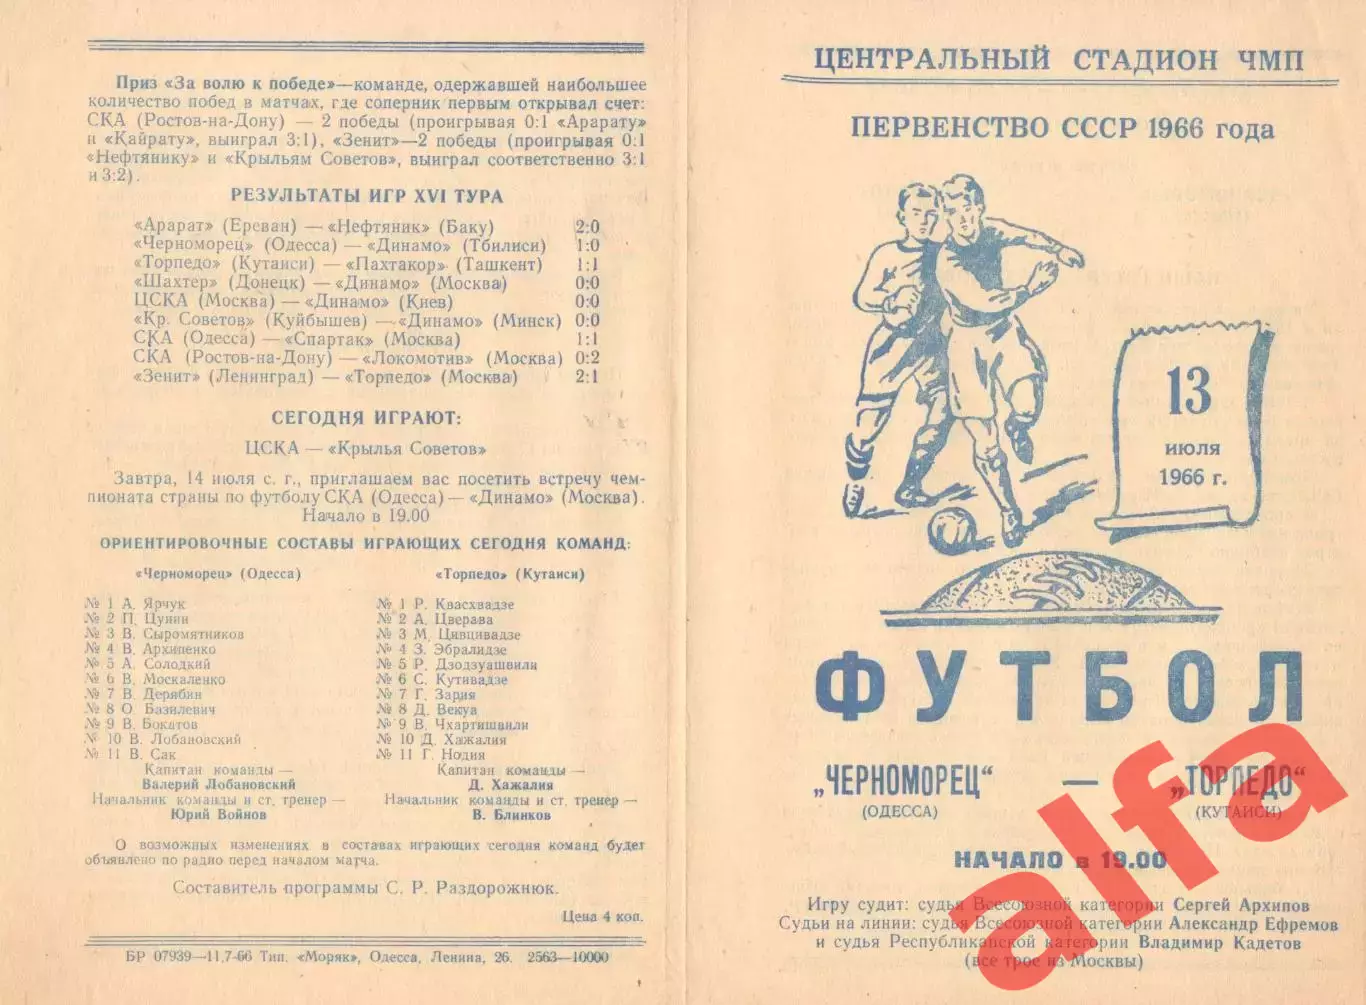 Приз «За волю к победе»—команде, одержавшей наибольшее
количество побед в матчах, где соперник первым открывал счет:
СКА (Ростов-на-Дону) — 2 победы (проигрывая 0:1 «Арарату»
и «Кайрату», выиграл 3:1), «Зенит»—2 победы (проигрывая 0:1
«Нефтянику» и «Крыльям Советов», выиграл соответственно 3:1
и 3:2).
РЕЗУЛЬТАТЫ ИГР XVI ТУРА
«Арарат» (Ереван) — «Нефтяник» (Баку) 2:0
«Черноморец» (Одесса) — «Динамо» (Тбилиси) 1:0
«Торпедо» (Кутаиси) — «Пахтакор» (Ташкент) 1:1
«Шахтер» (Донецк) — «Динамо» (Москва) 0:0
ЦСКА (Москва) — «Динамо» (Киев) 0:0
«Кр. Советов» (Куйбышев) — «Динамо» (Минск) 0:0
СКА (Одесса) — «Спартак» (Москва) 1:1
СКА (Ростов-на-Дону) — «Локомотив» (Москва) 0:2
«Зенит» (Ленинград) — «Торпедо» (Москва) 2:1
СЕГОДНЯ ИГРАЮТ:
ЦСКА — «Крылья Советов»
Завтра, 14 июля с. г., приглашаем вас посетить встречу чем-
пионата страны по футболу СКА (Одесса) — «Динамо» (Москва).
Начало в 19.00
ОРИЕНТИРОВОЧНЫЕ СОСТАВЫ ИГРАЮЩИХ СЕГОДНЯ КОМАНД:
«Черноморец» (Одесса)
№ 1 А. Ярчук
№ 2 П. Цунин
№ 3 В. Сыромятников
№ 4 В. Архипенко
№ 5 А. Солодкий
№ 6 В. Москаленко
№ 7 В. Дерябин
№ 8 О. Базилевич
№ 9 В. Бокатов
№ 10 В. Лобановский
№ 11 В. Сак
Капитан команды —
Валерий Лобановский
Начальник команды и ст. тренер —
Юрий Войнов
«Торпедо» (Кутаиси)
№ 1 Р. Квасхвадзе
№ 2 А. Цверава
№ 3 М. Цивцивадзе
№ 4 З. Эбралидзе
№ 5 Р. Дзодзуашвили
№ 6 С. Кутивадзе
№ 7 Г. Зария
№ 8 Д. Векуа
№ 9 В. Чхартишвили
№ 10 Д. Хажалия
№ 11 Г. Нодия
Капитан команды —
Д. Хажалия
Начальник команды и ст. тренер —
В. Блинков
О возможных изменениях в составах играющих сегодня команд будет
объявлено по радио перед началом матча.
Составитель программы С. Р. Раздорожнюк.
Цена 4 коп.
БР 07939—11.7-66 Тип. «Моряк», Одесса, Ленина, 26. 2563—10000
ЦЕНТРАЛЬНЫЙ СТАДИОН ЧМП
ПЕРВЕНСТВО СССР 1966 года
13
июля
1966 г.
ФУТБОЛ
„ЧЕРНОМОРЕЦ“ — „ТОРПЕДО“
(ОДЕССА) (КУТАИСИ)
НАЧАЛО в 19.00
Игру судит: судья Всесоюзной категории Сергей Архипов
Судьи на линии: судья Всесоюзной категории Александр Ефремов
и судья Республиканской категории Владимир Кадетов
(все трое из Москвы)
alfa